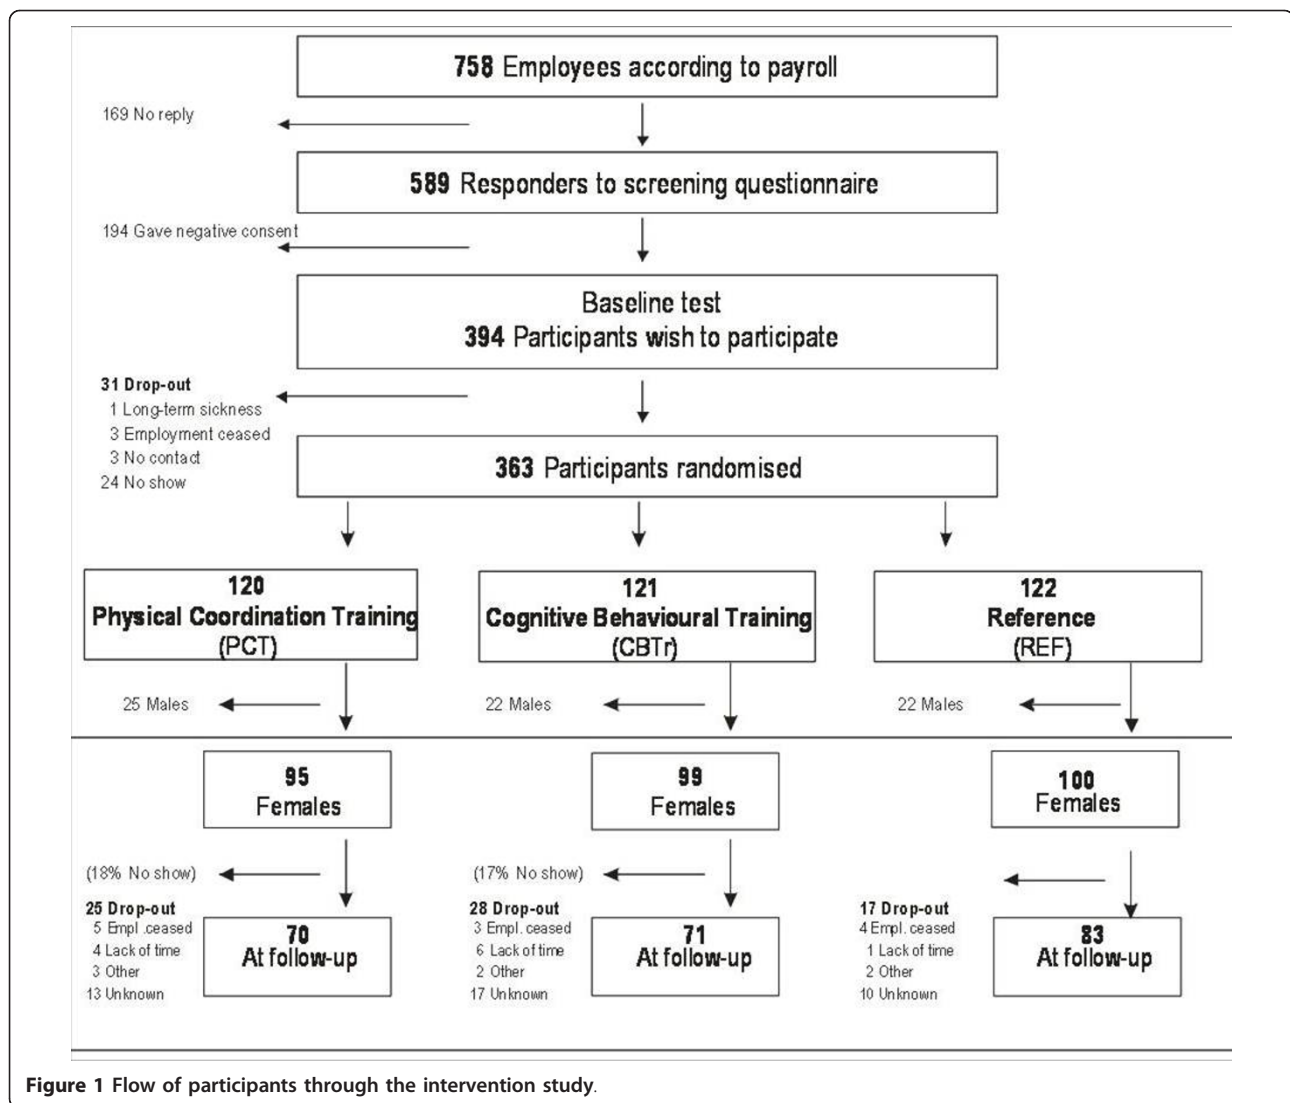 758 Employees according to payroll
169 No reply
589 Responders to screening questionnaire
194 Gave negative consent
Baseline test
394 Participants wish to participate
31 Drop-out
1 Long-term sickness
3 Employment ceased
3 No contact
24 No show
363 Participants randomised
120
Physical Coordination Training
(PCT)
121
Cognitive Behavioural Training
(CBTr)
122
Reference
(REF)
25 Males
22 Males
22 Males
95
Females
99
Females
100
Females
(18% No show)
25 Drop-out
5 Empl .ceased
4 Lack of time
3 Other
13 Unknown
70
At follow-up
(17% No show)
28 Drop-out
3 Empl. ceased
6 Lack of time
2 Other
17 Unknown
71
At follow-up
17 Drop-out
4 Empl. ceased
1 Lack of time
2 Other
10 Unknown
83
At follow-up
Figure 1 Flow of participants through the intervention study.